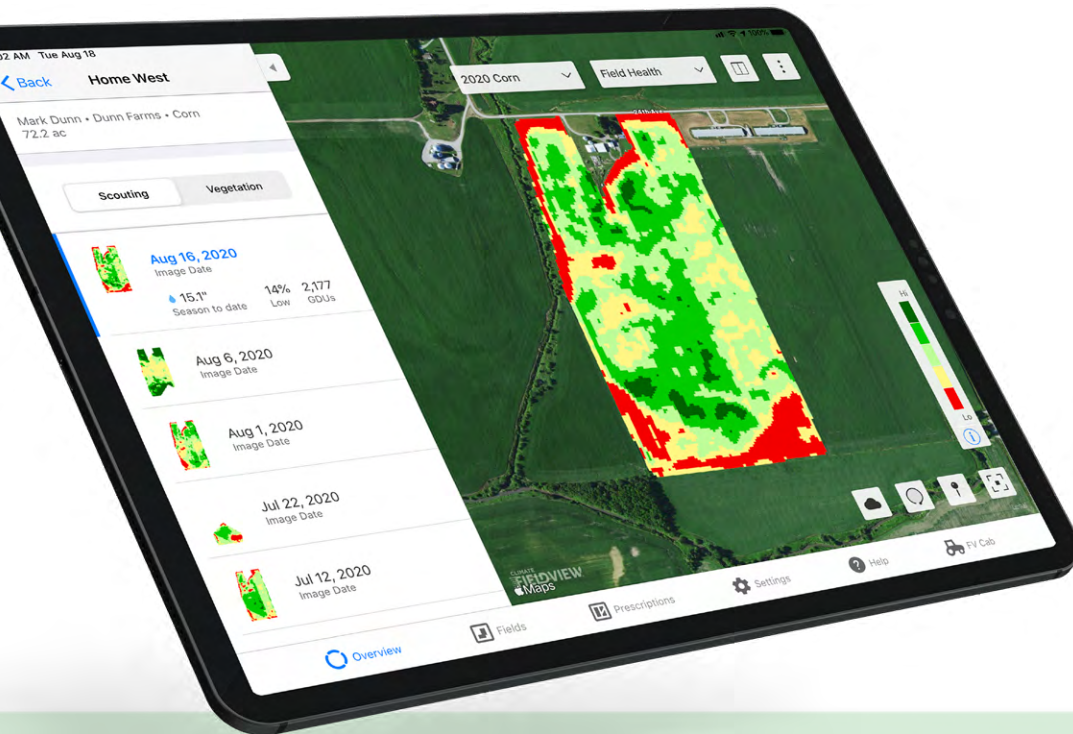 02 AM Tue Aug 18
100%
Back
Home West
2020 Corn
Field Health
Mark Dunn • Dunn Farms • Corn
72.2 ac
Scouting
Vegetation
Aug 16, 2020
Image Date
15.1"
14%
2,177
Season to date
Low
GDUs
Aug 6, 2020
Image Date
Aug 1, 2020
Image Date
Jul 22, 2020
Image Date
Jul 12, 2020
Image Date
Hi
Lo
CLIMATE
FIELDVIEW
Maps
Overview
Fields
Prescriptions
Settings
Help
FV Cab